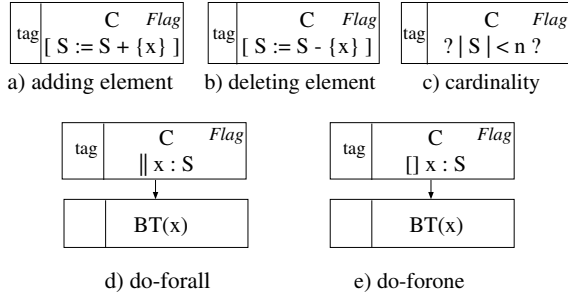 tag C Flag
[ S := S + {x} ]
a) adding element
tag C Flag
[ S := S - {x} ]
b) deleting element
tag C Flag
? | S | < n ?
c) cardinality
tag C Flag
|| x : S
BT(x)
d) do-forall
tag C Flag
[] x : S
BT(x)
e) do-forone